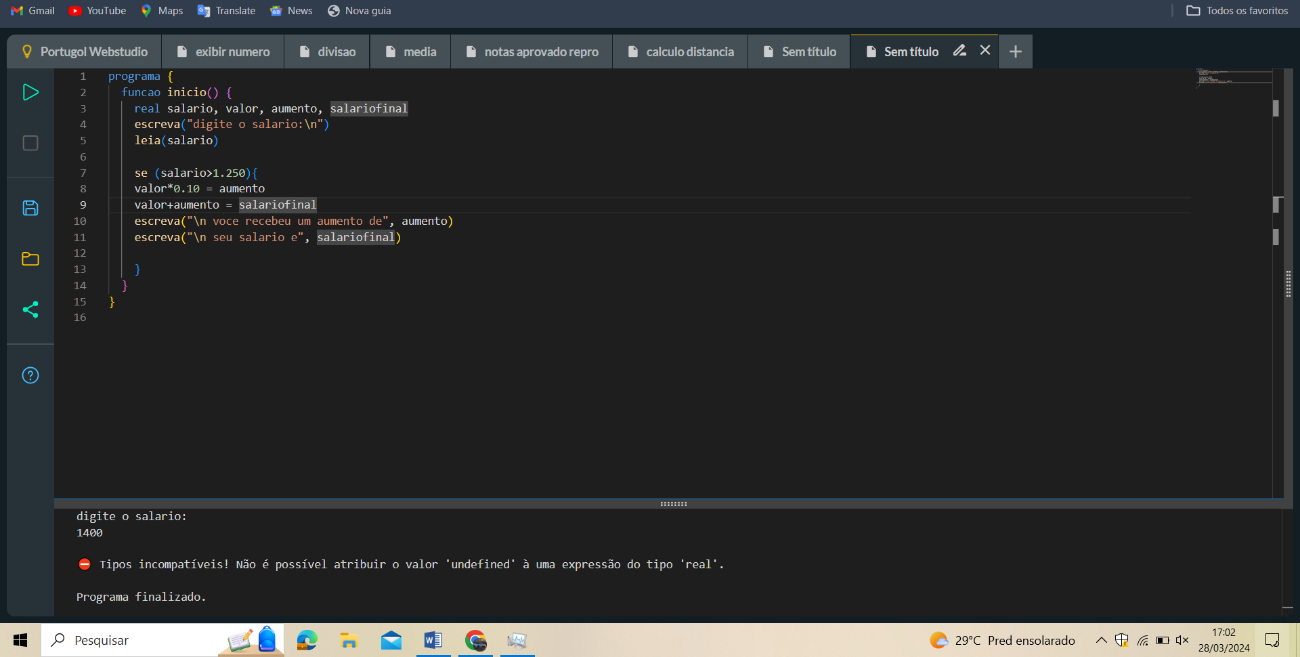 Gmail YouTube Maps Translate News Nova guia Todos os favoritos
Portugol Webstudio exibir numero divisao media notas aprovado repro calculo distancia Sem título Sem título
1 programa {
2 funcao inicio() {
3 real salario, valor, aumento, salariofinal
4 escreva("digite o salario:\n")
5 leia(salario)
6
7 se (salario>1.250){
8 valor*0.10 = aumento
9 valor+aumento = salariofinal
10 escreva("\n voce recebeu um aumento de", aumento)
11 escreva("\n seu salario e", salariofinal)
12
13 }
14 }
15 }
16
digite o salario:
1400
Tipos incompatíveis! Não é possível atribuir o valor 'undefined' à uma expressão do tipo 'real'.
Programa finalizado.
Pesquisar 29°C Pred ensolarado 17:02
28/03/2024